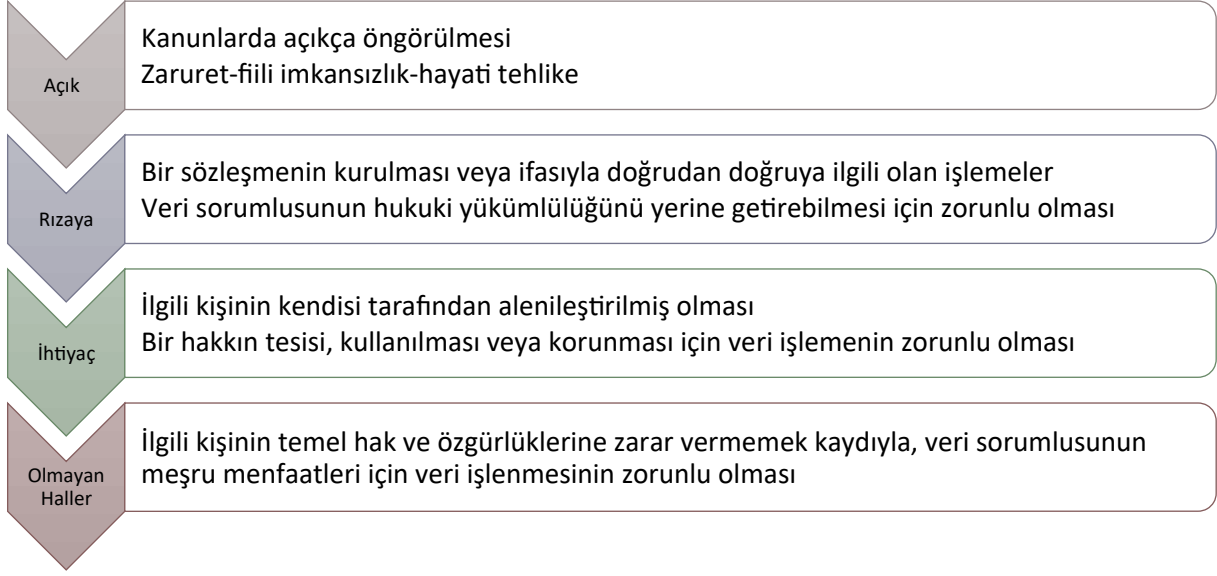 Açık
Kanunlarda açıkça öngörülmesi
Zaruret-fiili imkansızlık-hayati tehlike
Rızaya
Bir sözleşmenin kurulması veya ifasıyla doğrudan doğruya ilgili olan işlemeler
Veri sorumlusunun hukuki yükümlülüğünü yerine getirebilmesi için zorunlu olması
İhtiyaç
İlgili kişinin kendisi tarafından alenileştirilmiş olması
Bir hakkın tesisi, kullanılması veya korunması için veri işlemenin zorunlu olması
Olmayan
Haller
İlgili kişinin temel hak ve özgürlüklerine zarar vermemek kaydıyla, veri sorumlusunun
meşru menfaatleri için veri işlenmesinin zorunlu olması